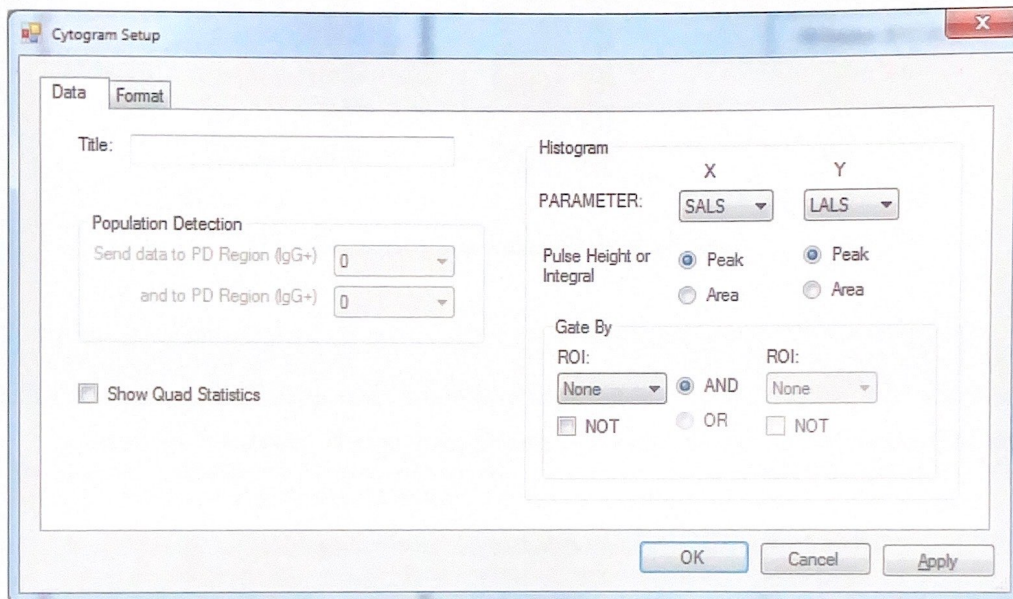 Cytogram Setup
X
Data
Format
Title:
Population Detection
Send data to PD Region (IgG+)
0
and to PD Region (IgG+)
0
Show Quad Statistics
Histogram
X
Y
PARAMETER:
SALS
LALS
Pulse Height or
Integral
Peak
Area
Peak
Area
Gate By
ROI:
None
NOT
AND
OR
ROI:
None
NOT
OK
Cancel
Apply